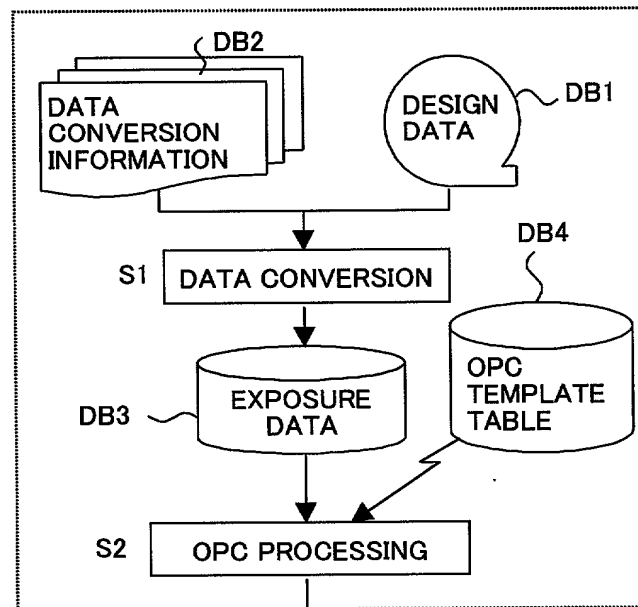 DB2
DATA
CONVERSION
INFORMATION
DESIGN
DATA
DB1
S1
DATA CONVERSION
DB4
DB3
EXPOSURE
DATA
OPC
TEMPLATE
TABLE
S2
OPC PROCESSING